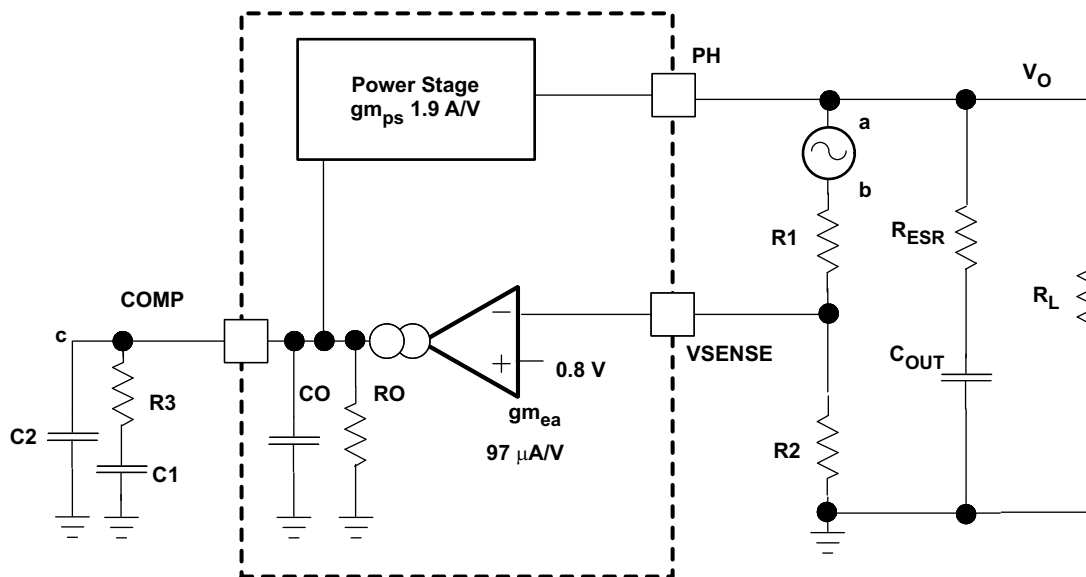 PH
V_O
Power Stage
gm_ps 1.9 A/V
a
b
R1
R_ESR
R_L
COMP
VSENSE
c
−
+
0.8 V
CO
RO
gm_ea
97 μA/V
R3
C2
C1
C_OUT
R2